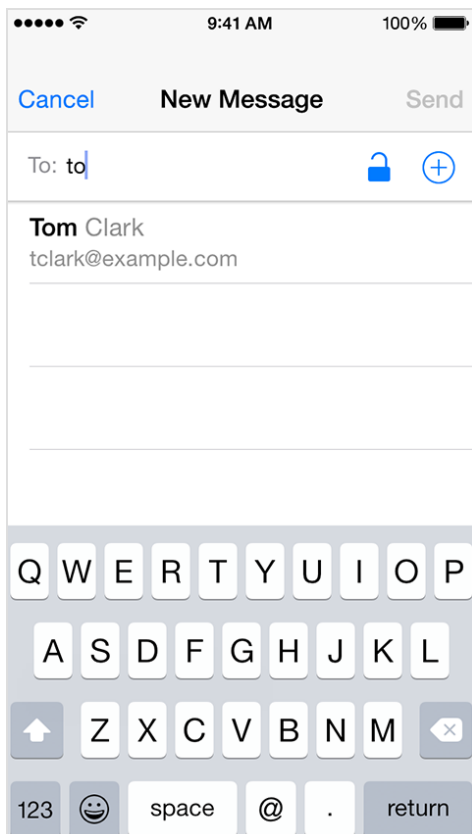 9:41 AM 100%
Cancel New Message Send
To: to
Tom Clark
tclark@example.com
Q W E R T Y U I O P
A S D F G H J K L
Z X C V B N M
123 space @ . return